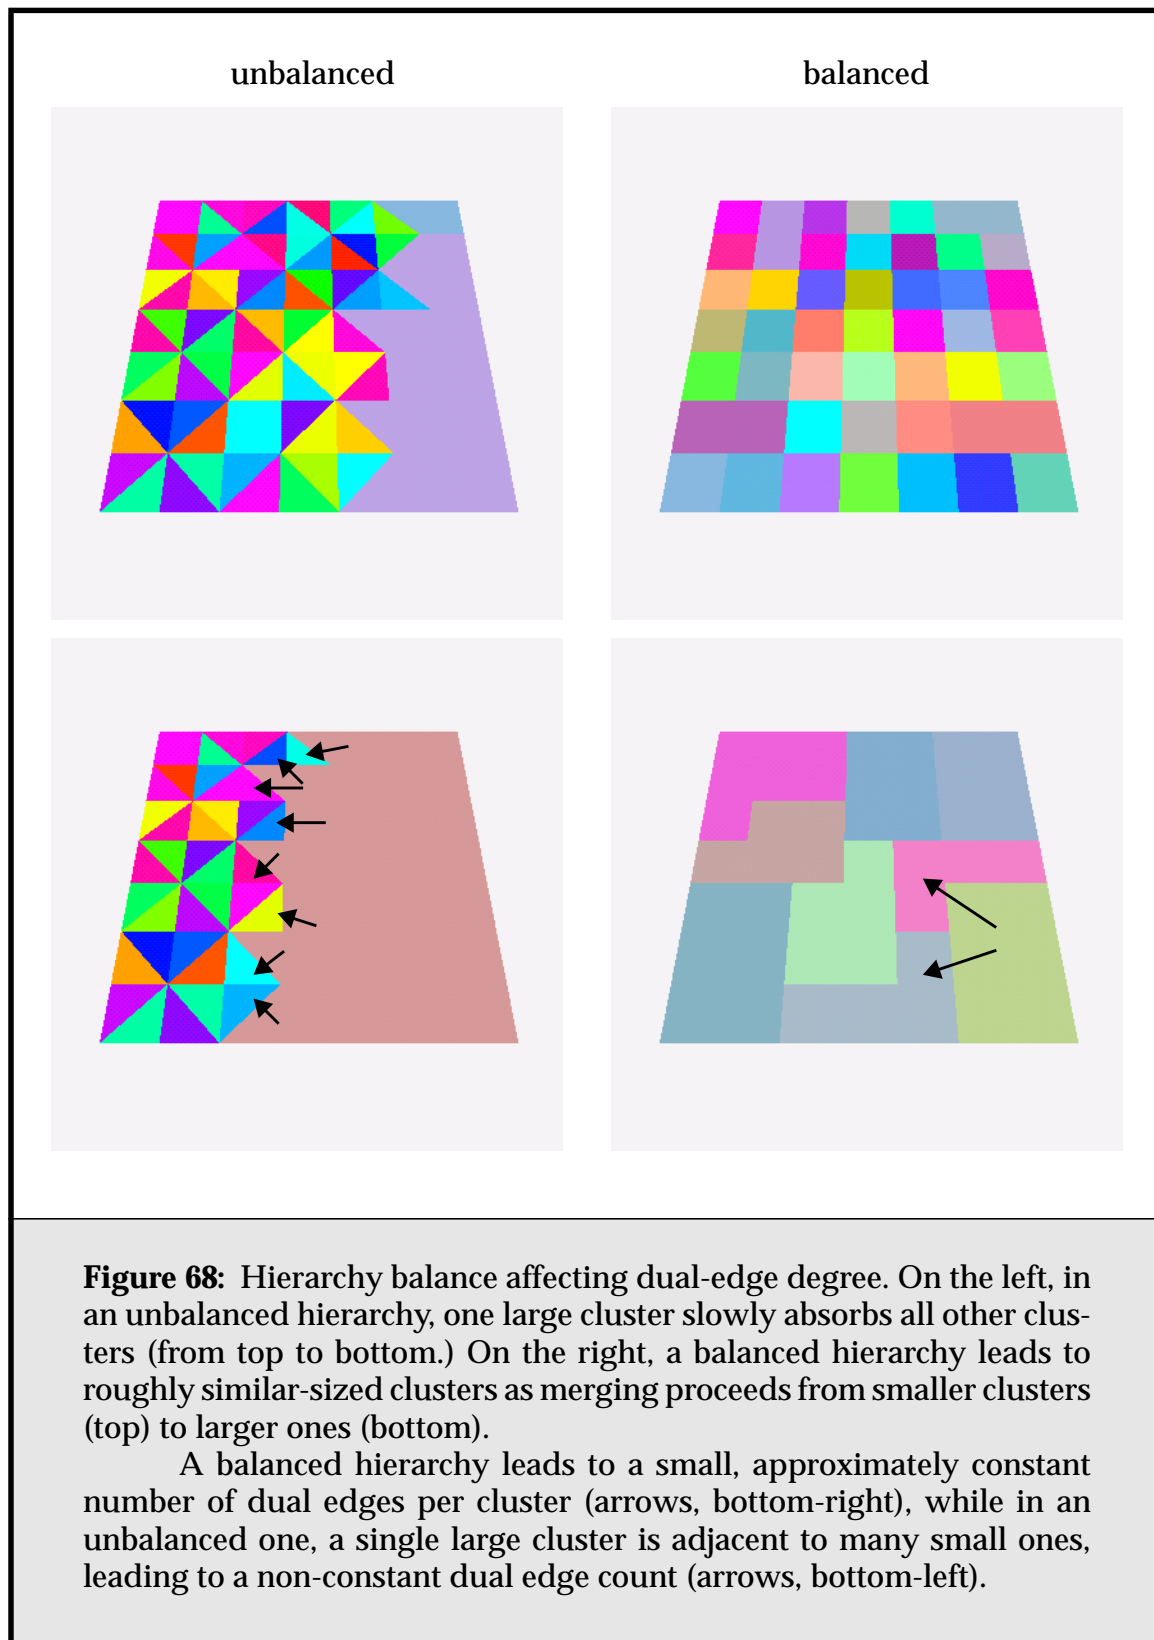 unbalanced
balanced
Figure 68: Hierarchy balance affecting dual-edge degree. On the left, in
an unbalanced hierarchy, one large cluster slowly absorbs all other clus-
ters (from top to bottom.) On the right, a balanced hierarchy leads to
roughly similar-sized clusters as merging proceeds from smaller clusters
(top) to larger ones (bottom).
A balanced hierarchy leads to a small, approximately constant
number of dual edges per cluster (arrows, bottom-right), while in an
unbalanced one, a single large cluster is adjacent to many small ones,
leading to a non-constant dual edge count (arrows, bottom-left).